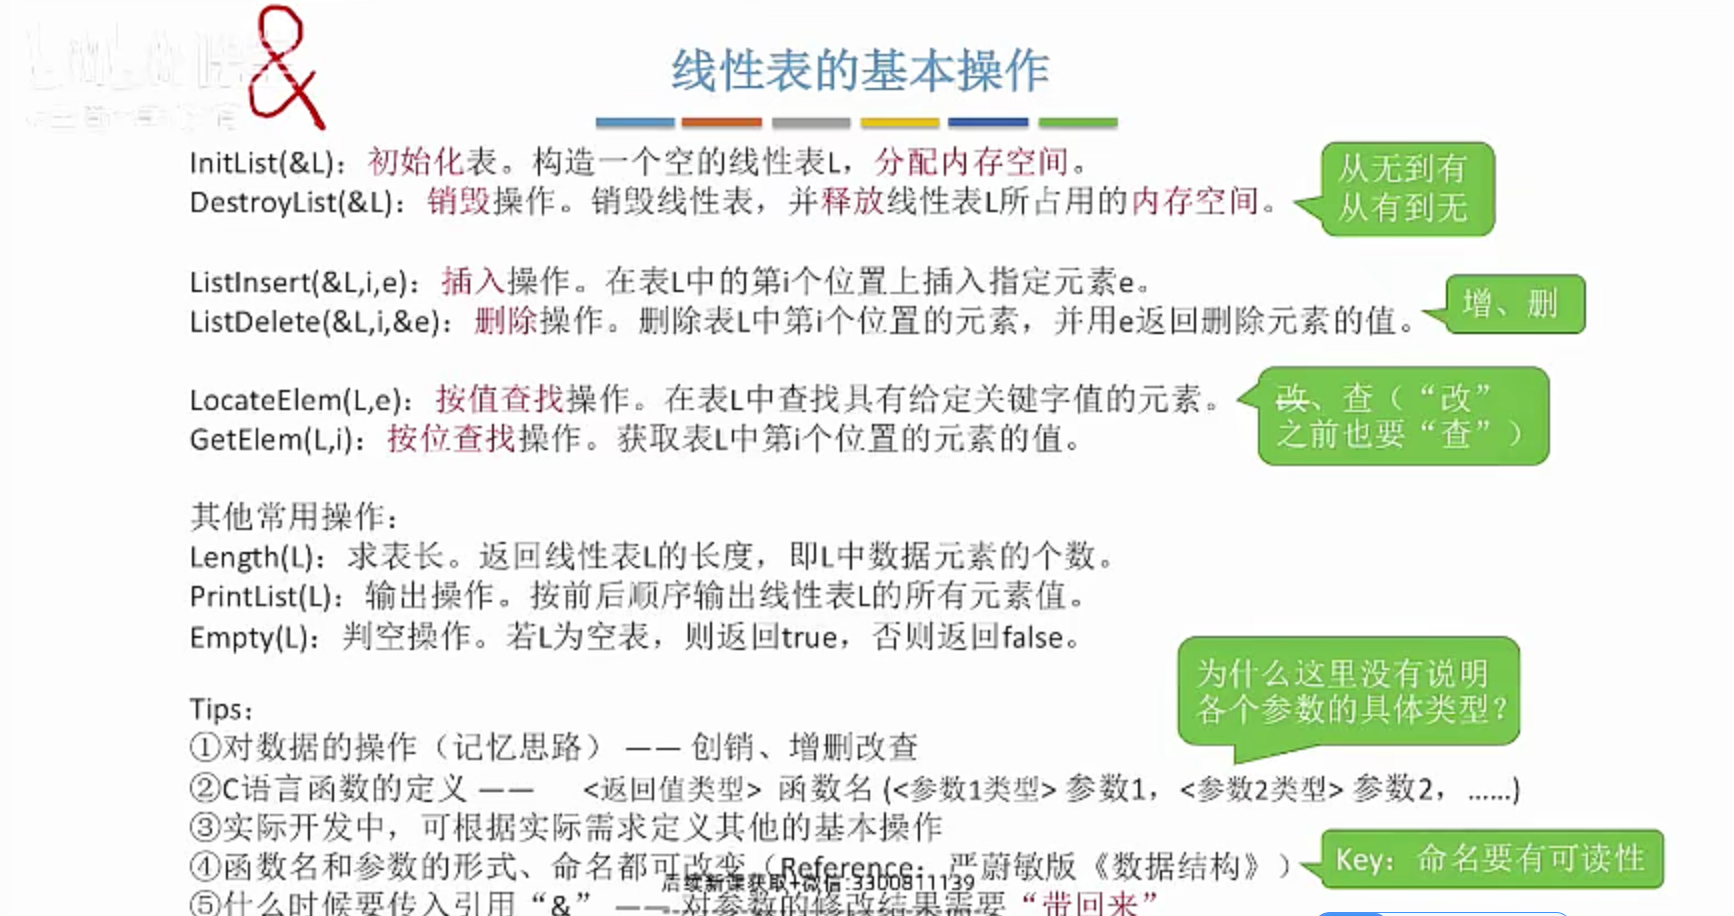 &
线性表的基本操作
InitList(&L)：初始化表。构造一个空的线性表L，分配内存空间。
DestroyList(&L)：销毁操作。销毁线性表，并释放线性表L所占用的内存空间。
从无到有
从有到无
ListInsert(&L,i,e)：插入操作。在表L中的第i个位置上插入指定元素e。
ListDelete(&L,i,&e)：删除操作。删除表L中第i个位置的元素，并用e返回删除元素的值。
增、删
LocateElem(L,e)：按值查找操作。在表L中查找具有给定关键字值的元素。
GetElem(L,i)：按位查找操作。获取表L中第i个位置的元素的值。
改、查（“改”
之前也要“查”）
其他常用操作：
Length(L)：求表长。返回线性表L的长度，即L中数据元素的个数。
PrintList(L)：输出操作。按前后顺序输出线性表L的所有元素值。
Empty(L)：判空操作。若L为空表，则返回true，否则返回false。
为什么这里没有说明
各个参数的具体类型？
Tips：
①对数据的操作（记忆思路） —— 创销、增删改查
②C语言函数的定义 —— <返回值类型> 函数名 (<参数1类型> 参数1，<参数2类型> 参数2，……)
③实际开发中，可根据实际需求定义其他的基本操作
④函数名和参数的形式、命名都可改变（Reference：严蔚敏版《数据结构》）
Key：命名要有可读性
后续新课获取+微信:3300811139
⑤什么时候要传入引用“&” —— 对参数的修改结果需要“带回来”